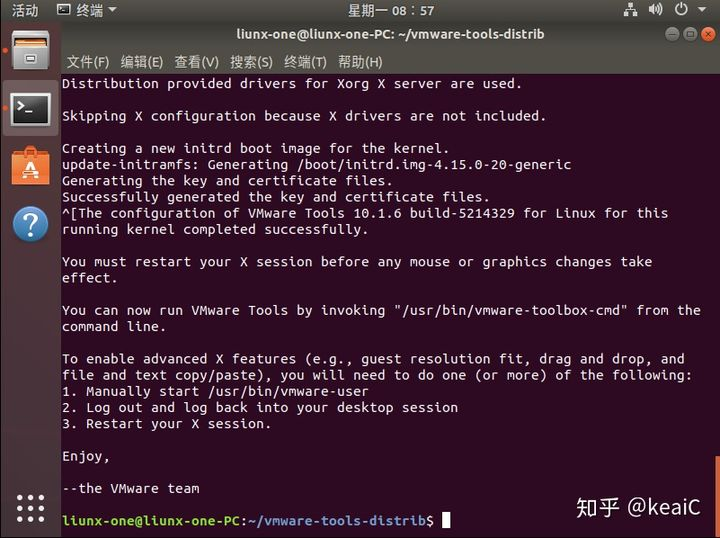 活动 终端 星期一 08：57
liunx-one@liunx-one-PC: ~/vmware-tools-distrib
文件(F) 编辑(E) 查看(V) 搜索(S) 终端(T) 帮助(H)
Distribution provided drivers for Xorg X server are used.
Skipping X configuration because X drivers are not included.
Creating a new initrd boot image for the kernel.
update-initramfs: Generating /boot/initrd.img-4.15.0-20-generic
Generating the key and certificate files.
Successfully generated the key and certificate files.
^[The configuration of VMware Tools 10.1.6 build-5214329 for Linux for this
running kernel completed successfully.
You must restart your X session before any mouse or graphics changes take
effect.
You can now run VMware Tools by invoking "/usr/bin/vmware-toolbox-cmd" from the
command line.
To enable advanced X features (e.g., guest resolution fit, drag and drop, and
file and text copy/paste), you will need to do one (or more) of the following:
1. Manually start /usr/bin/vmware-user
2. Log out and log back into your desktop session
3. Restart your X session.
Enjoy,
--the VMware team
liunx-one@liunx-one-PC:~/vmware-tools-distrib$
知乎 @keaiC